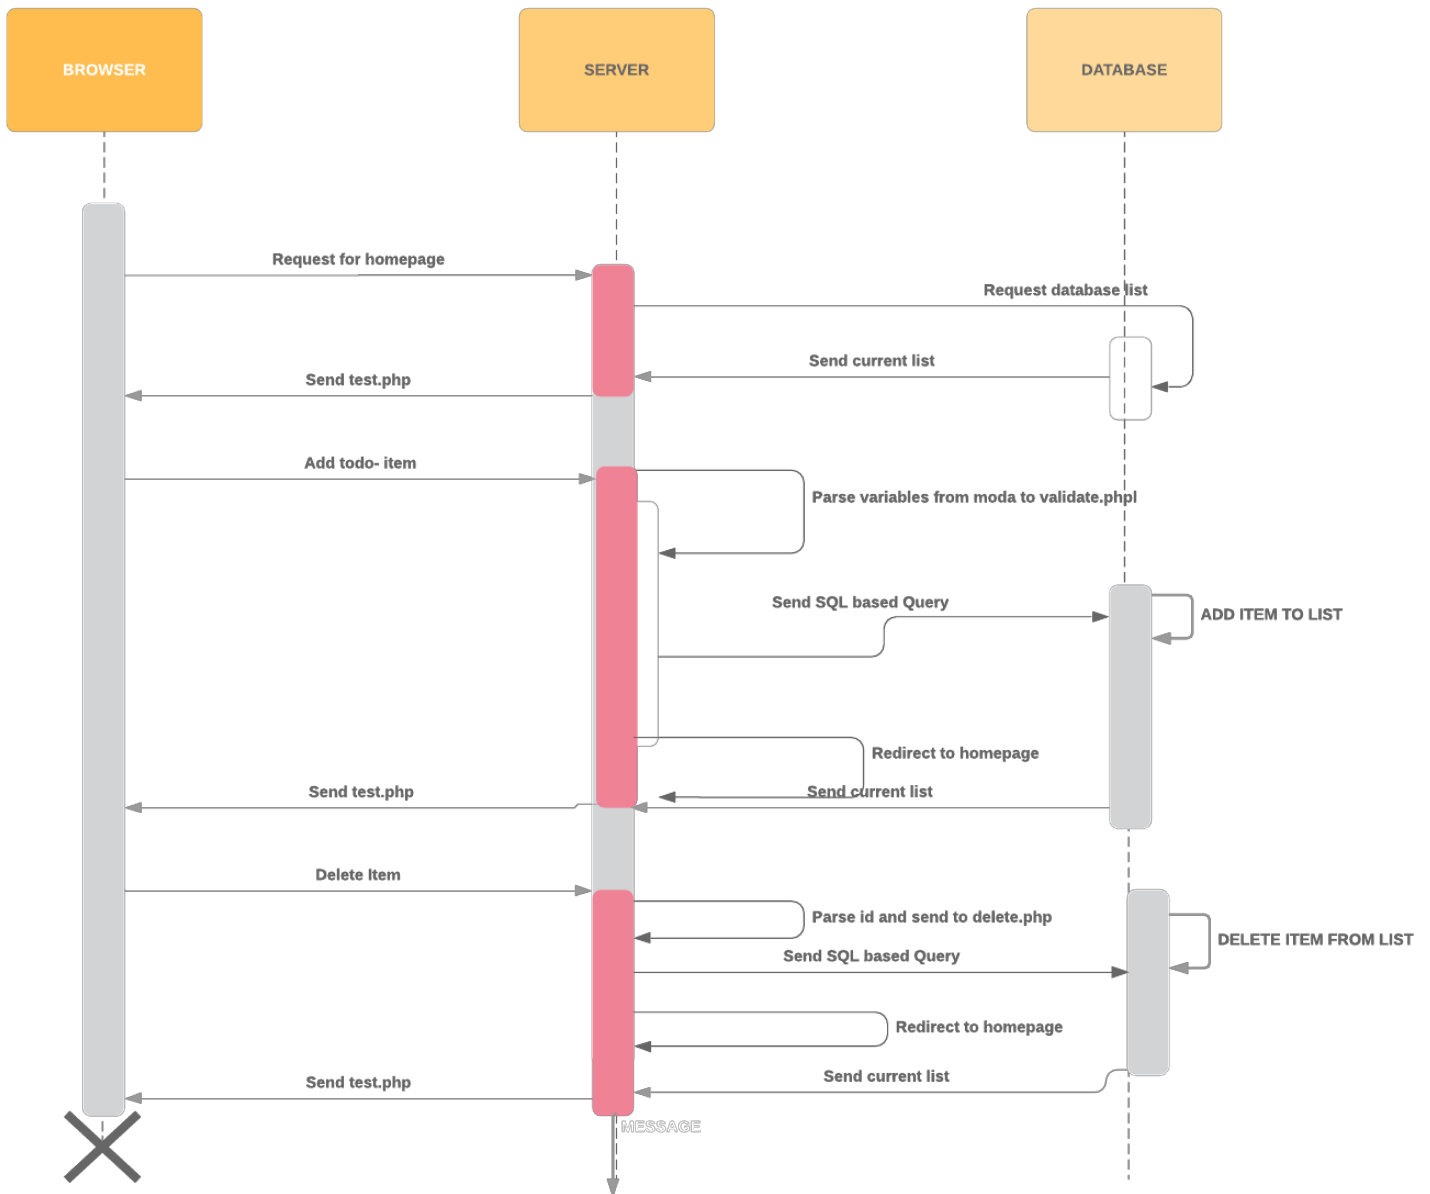 BROWSER
SERVER
DATABASE
Request for homepage
Request database list
Send current list
Send test.php
Add todo- item
Parse variables from moda to validate.phpl
Send SQL based Query
ADD ITEM TO LIST
Redirect to homepage
Send test.php
Send current list
Delete Item
Parse id and send to delete.php
DELETE ITEM FROM LIST
Send SQL based Query
Redirect to homepage
Send current list
Send test.php
MESSAGE